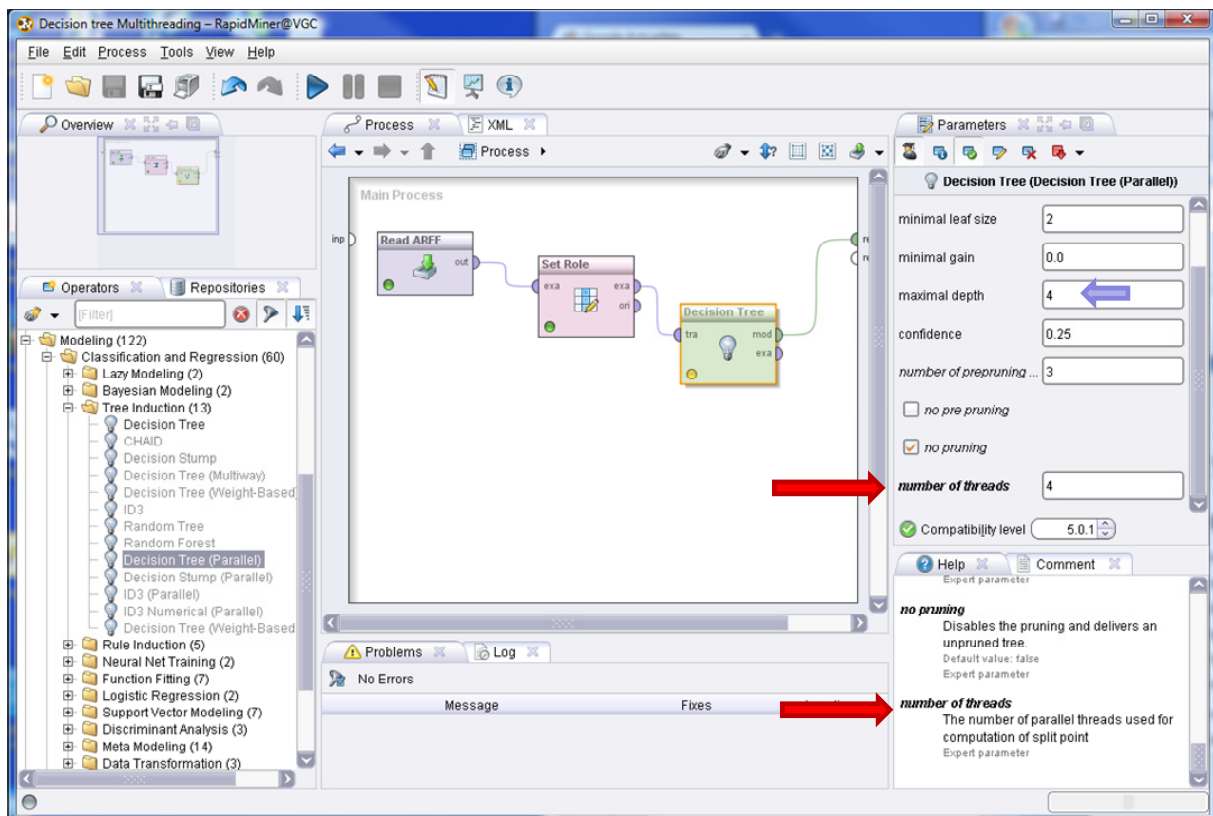 Decision tree Multithreading – RapidMiner@VGC
File Edit Process Tools View Help
Overview
Process
XML
Parameters
Process
Decision Tree (Decision Tree (Parallel))
Main Process
inp
Read ARFF
out
Set Role
exa
exa
ori
Decision Tree
tra
mod
exa
minimal leaf size 2
minimal gain 0.0
maximal depth 4
confidence 0.25
number of prepruning ... 3
no pre pruning
no pruning
number of threads 4
Compatibility level 5.0.1
Operators
Repositories
[Filter]
Modeling (122)
Classification and Regression (60)
Lazy Modeling (2)
Bayesian Modeling (2)
Tree Induction (13)
Decision Tree
CHAID
Decision Stump
Decision Tree (Multiway)
Decision Tree (Weight-Based)
ID3
Random Tree
Random Forest
Decision Tree (Parallel)
Decision Stump (Parallel)
ID3 (Parallel)
ID3 Numerical (Parallel)
Decision Tree (Weight-Based
Rule Induction (5)
Neural Net Training (2)
Function Fitting (7)
Logistic Regression (2)
Support Vector Modeling (7)
Discriminant Analysis (3)
Meta Modeling (14)
Data Transformation (3)
Problems
Log
No Errors
Message
Fixes
Help
Comment
Expert parameter
no pruning
Disables the pruning and delivers an
unpruned tree.
Default value: false
Expert parameter
number of threads
The number of parallel threads used for
computation of split point
Expert parameter